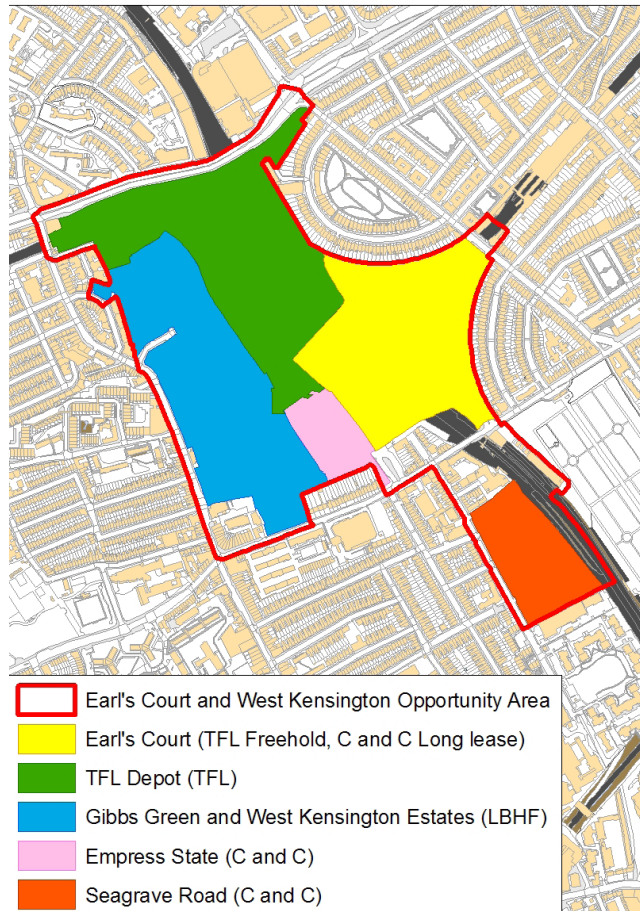 Earl's Court and West Kensington Opportunity Area
Earl's Court (TFL Freehold, C and C Long lease)
TFL Depot (TFL)
Gibbs Green and West Kensington Estates (LBHF)
Empress State (C and C)
Seagrave Road (C and C)